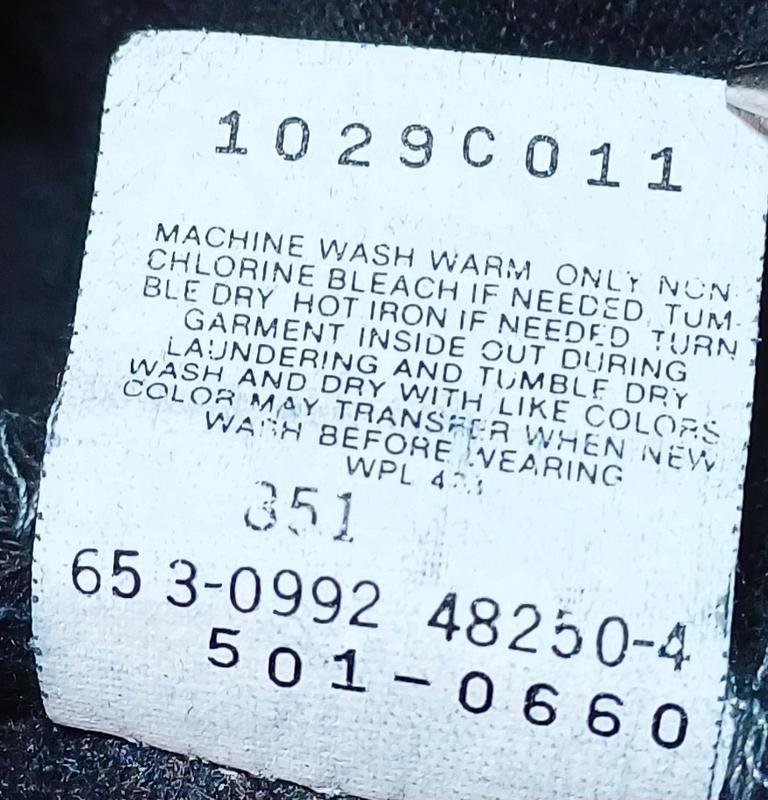 1029C011
MACHINE WASH WARM ONLY NON
CHLORINE BLEACH IF NEEDED TUM-
BLE DRY HOT IRON IF NEEDED TURN
GARMENT INSIDE OUT DURING
LAUNDERING AND TUMBLE DRY
WASH AND DRY WITH LIKE COLORS
COLOR MAY TRANSFER WHEN NEW
WASH BEFORE WEARING
WPL
351
653-0992 48250-4
501-0660